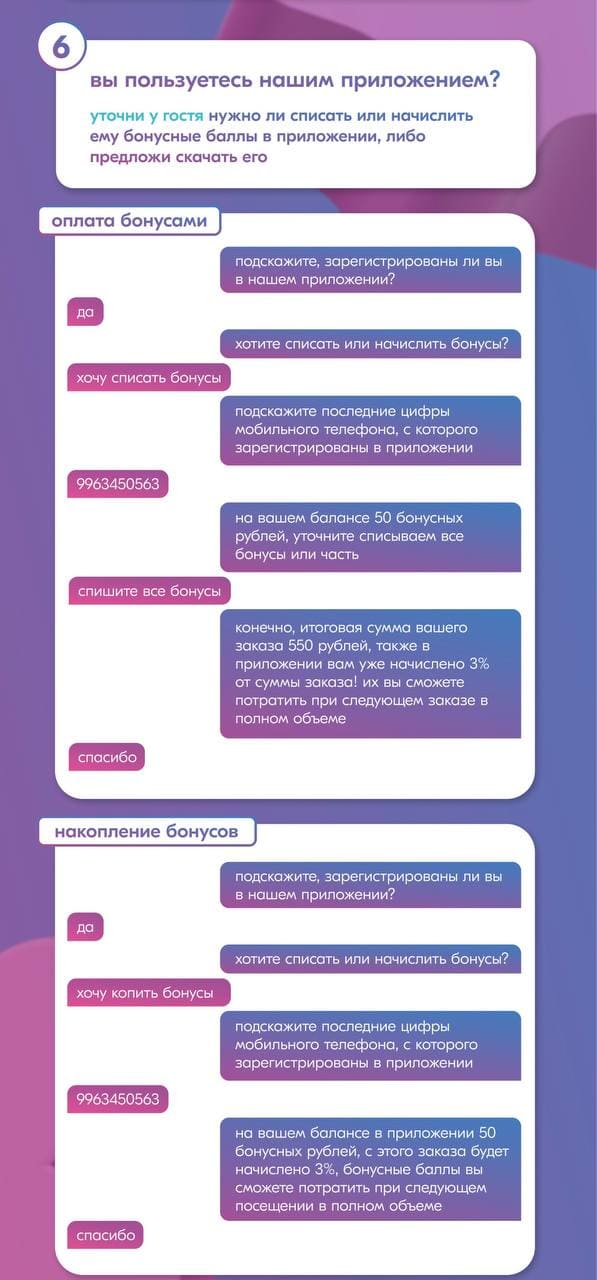 6
вы пользуетесь нашим приложением?
уточни у гостя нужно ли списать или начислить
ему бонусные баллы в приложении, либо
предложи скачать его
оплата бонусами
подскажите, зарегистрированы ли вы
в нашем приложении?
да
хотите списать или начислить бонусы?
хочу списать бонусы
подскажите последние цифры
мобильного телефона, с которого
зарегистрированы в приложении
9963450563
на вашем балансе 50 бонусных
рублей, уточните списываем все
бонусы или часть
спишите все бонусы
конечно, итоговая сумма вашего
заказа 550 рублей, также в
приложении вам уже начислено 3%
от суммы заказа! их вы сможете
потратить при следующем заказе в
полном объеме
спасибо
накопление бонусов
подскажите, зарегистрированы ли вы
в нашем приложении?
да
хотите списать или начислить бонусы?
хочу копить бонусы
подскажите последние цифры
мобильного телефона, с которого
зарегистрированы в приложении
9963450563
на вашем балансе в приложении 50
бонусных рублей, с этого заказа будет
начислено 3%, бонусные баллы вы
сможете потратить при следующем
посещении в полном объеме
спасибо